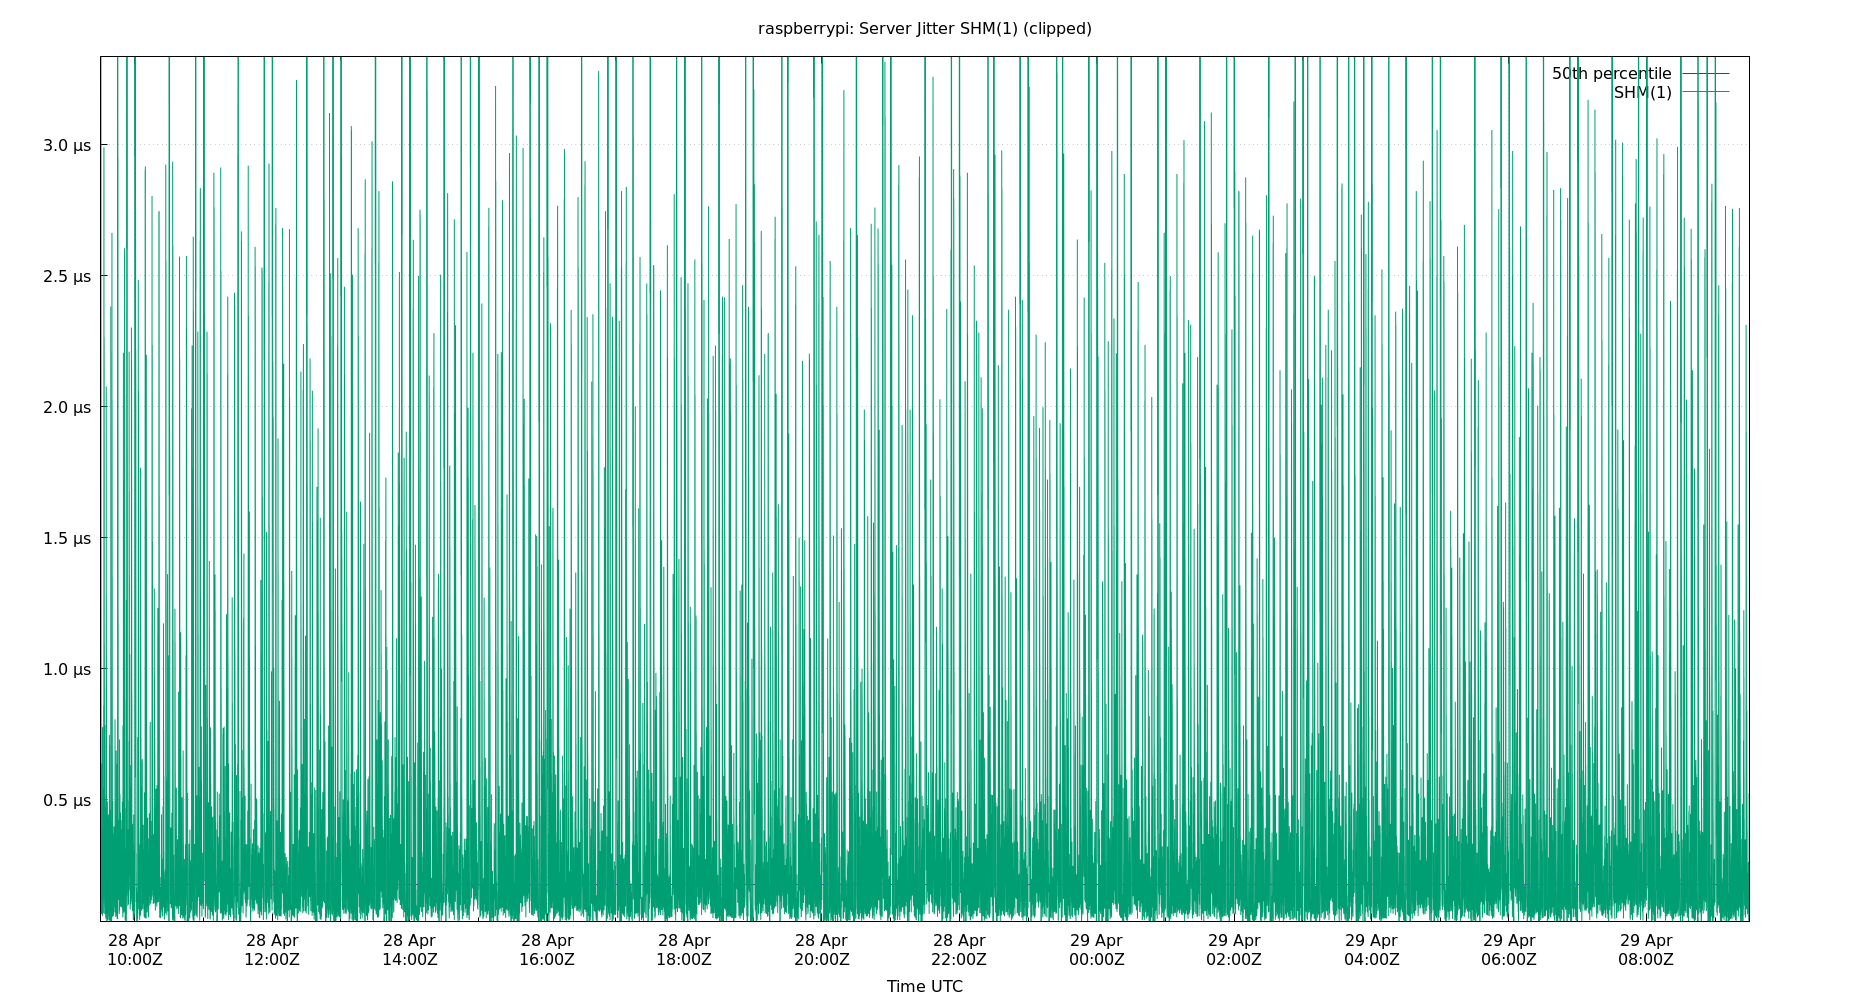 raspberrypi: Server Jitter SHM(1) (clipped)
50th percentile
SHM(1)
3.0 µs
2.5 µs
2.0 µs
1.5 µs
1.0 µs
0.5 µs
28 Apr 28 Apr 28 Apr 28 Apr 28 Apr 28 Apr 28 Apr 29 Apr 29 Apr 29 Apr 29 Apr 29 Apr
10:00Z 12:00Z 14:00Z 16:00Z 18:00Z 20:00Z 22:00Z 00:00Z 02:00Z 04:00Z 06:00Z 08:00Z
Time UTC